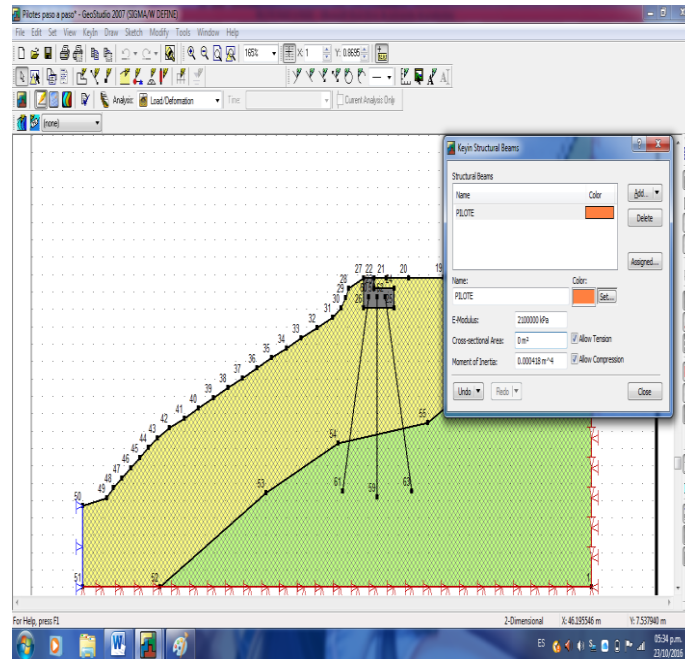 Pilotes paso a paso* - GeoStudio 2007 (SIGMA/W DEFINE)
File Edit Set View KeyIn Draw Sketch Modify Tools Window Help
165% X: 1 Y: 0.8695
Analysis: Load/Deformation Time Current Analysis Only
(none)
Keyin Structural Beams
Structural Beams
Name Color
Add...
PILOTE
Delete
Assigned...
Name: Color:
PILOTE Set...
E-Modulus: 2100000 kPa
Cross-sectional Area: 0 m² Allow Tension
Moment of Inertia: 0.000418 m^4 Allow Compression
Undo Redo Close
27 22 21 20 19
28
29
30 26
31
32
33
34
35
36
37
38
39
40
41
42
43
44
45
46
47
48
49
50
51
52
53
54
55
61 59 63
1
For Help, press F1 2-Dimensional X: 46.195546 m Y: 7.537940 m
ES 05:34 p.m.
23/10/2016